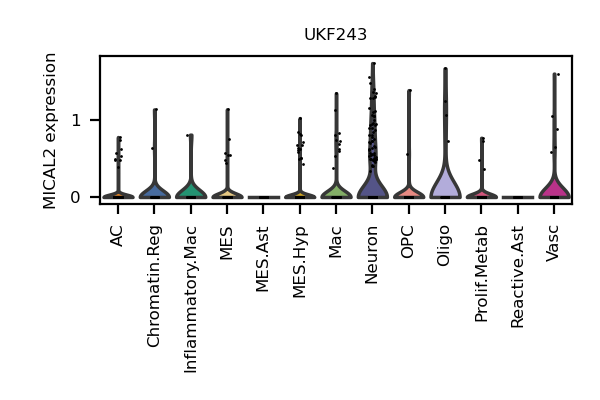 UKF243
MICAL2 expression
1
0
AC
Chromatin.Reg
Inflammatory.Mac
MES
MES.Ast
MES.Hyp
Mac
Neuron
OPC
Oligo
Prolif.Metab
Reactive.Ast
Vasc